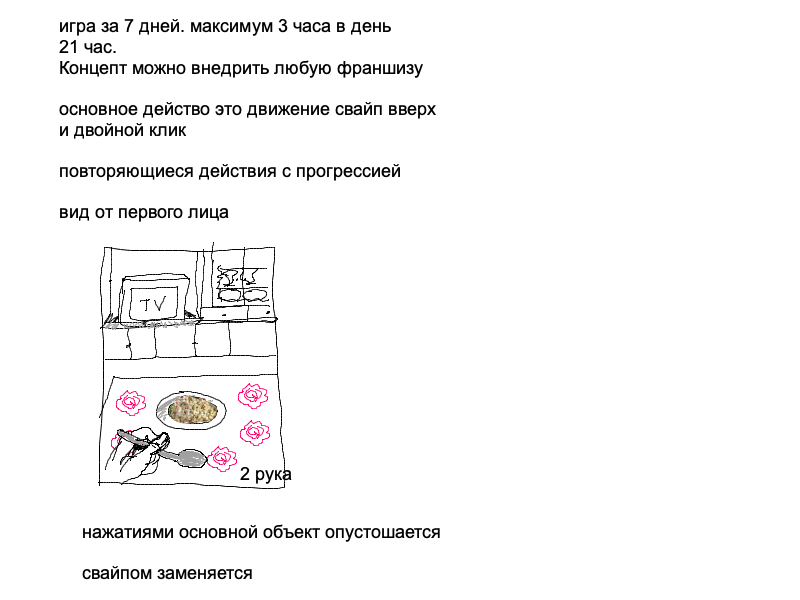 игра за 7 дней. максимум 3 часа в день
21 час.
Концепт можно внедрить любую франшизу
основное действо это движение свайп вверх
и двойной клик
повторяющиеся действия с прогрессией
вид от первого лица
TV
2 рука
нажатиями основной объект опустошается
свайпом заменяется